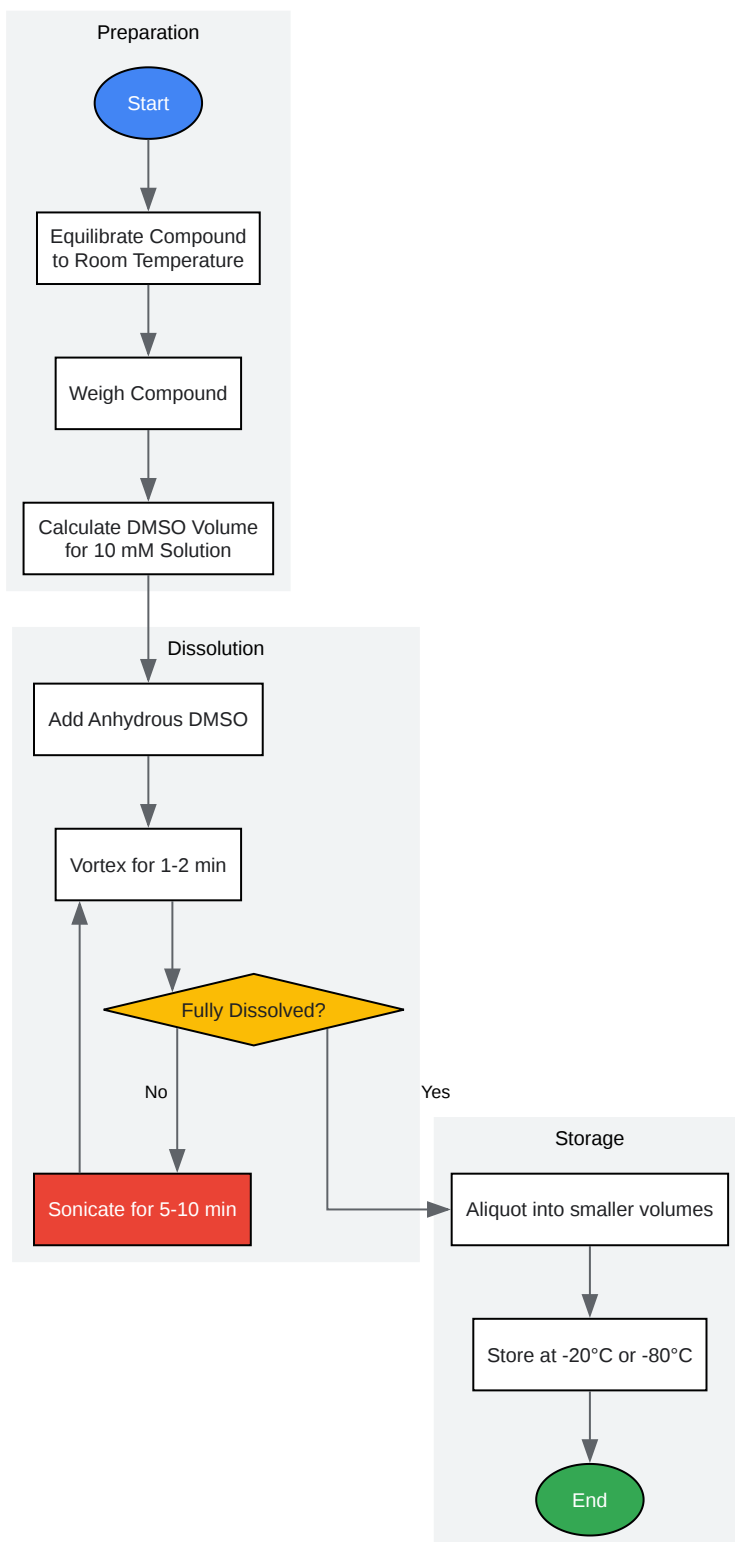 Preparation
Start
Equilibrate Compound
to Room Temperature
Weigh Compound
Calculate DMSO Volume
for 10 mM Solution
Dissolution
Add Anhydrous DMSO
Vortex for 1-2 min
Fully Dissolved?
No
Yes
Sonicate for 5-10 min
Storage
Aliquot into smaller volumes
Store at -20°C or -80°C
End